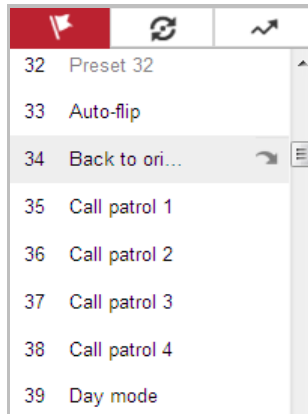 32 Preset 32
33 Auto-flip
34 Back to ori...
35 Call patrol 1
36 Call patrol 2
37 Call patrol 3
38 Call patrol 4
39 Day mode